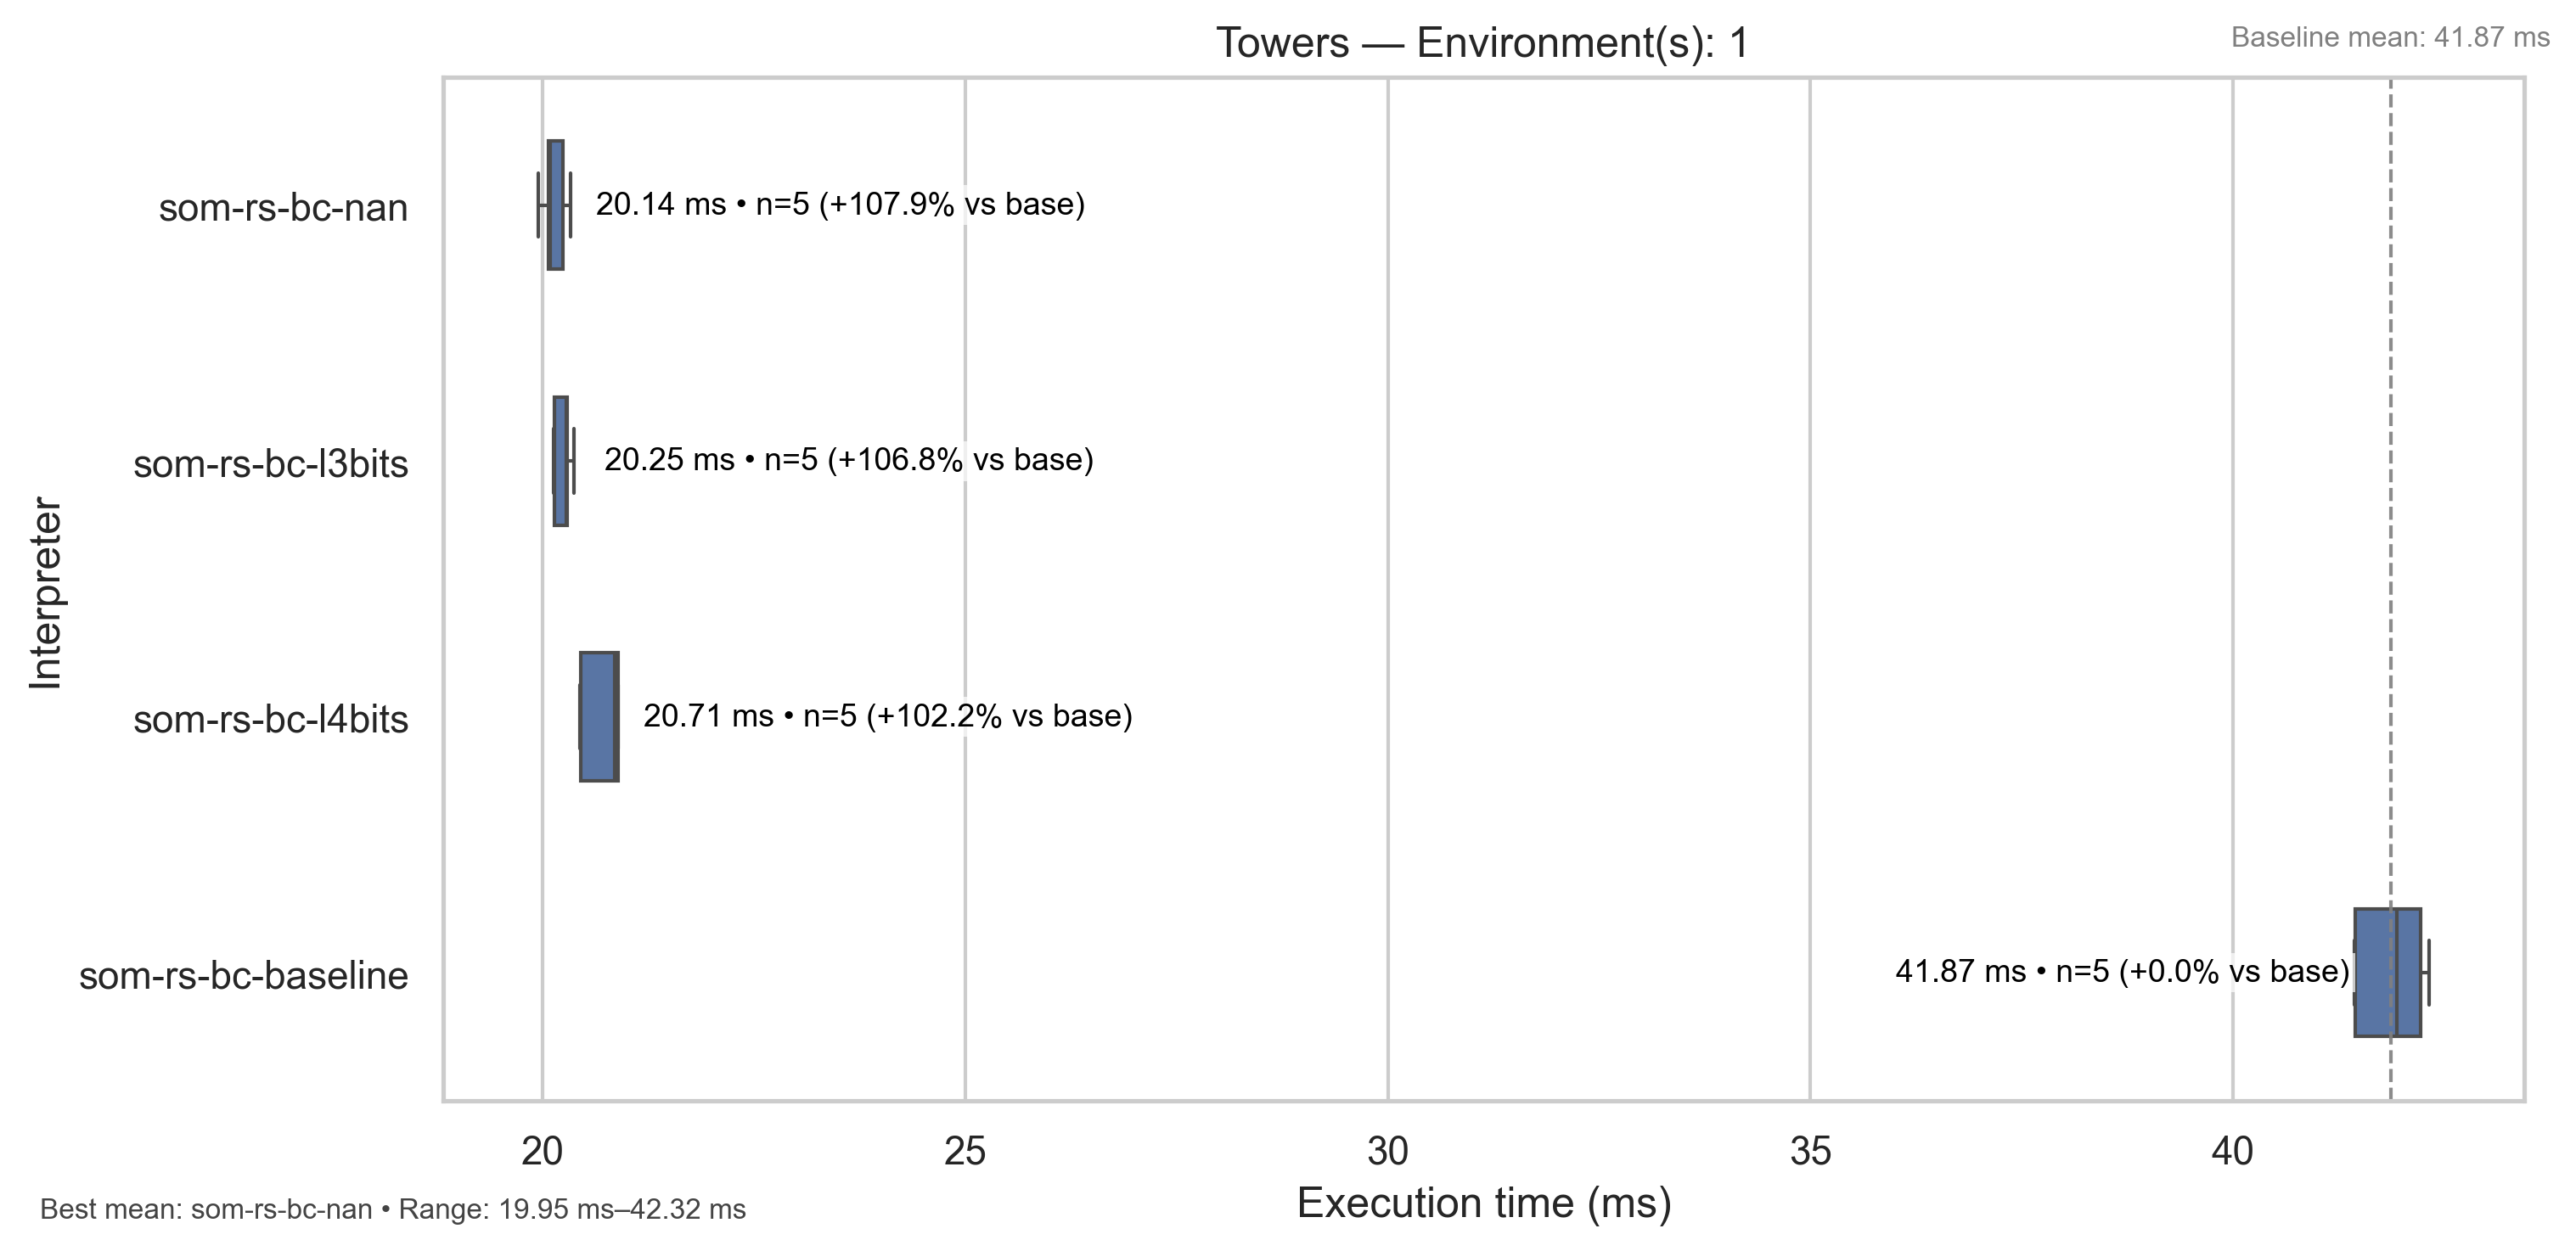 Towers — Environment(s): 1
Baseline mean: 41.87 ms
Interpreter
som-rs-bc-nan
20.14 ms • n=5 (+107.9% vs base)
som-rs-bc-l3bits
20.25 ms • n=5 (+106.8% vs base)
som-rs-bc-l4bits
20.71 ms • n=5 (+102.2% vs base)
som-rs-bc-baseline
41.87 ms • n=5 (+0.0% vs base)
20 25 30 35 40
Execution time (ms)
Best mean: som-rs-bc-nan • Range: 19.95 ms–42.32 ms